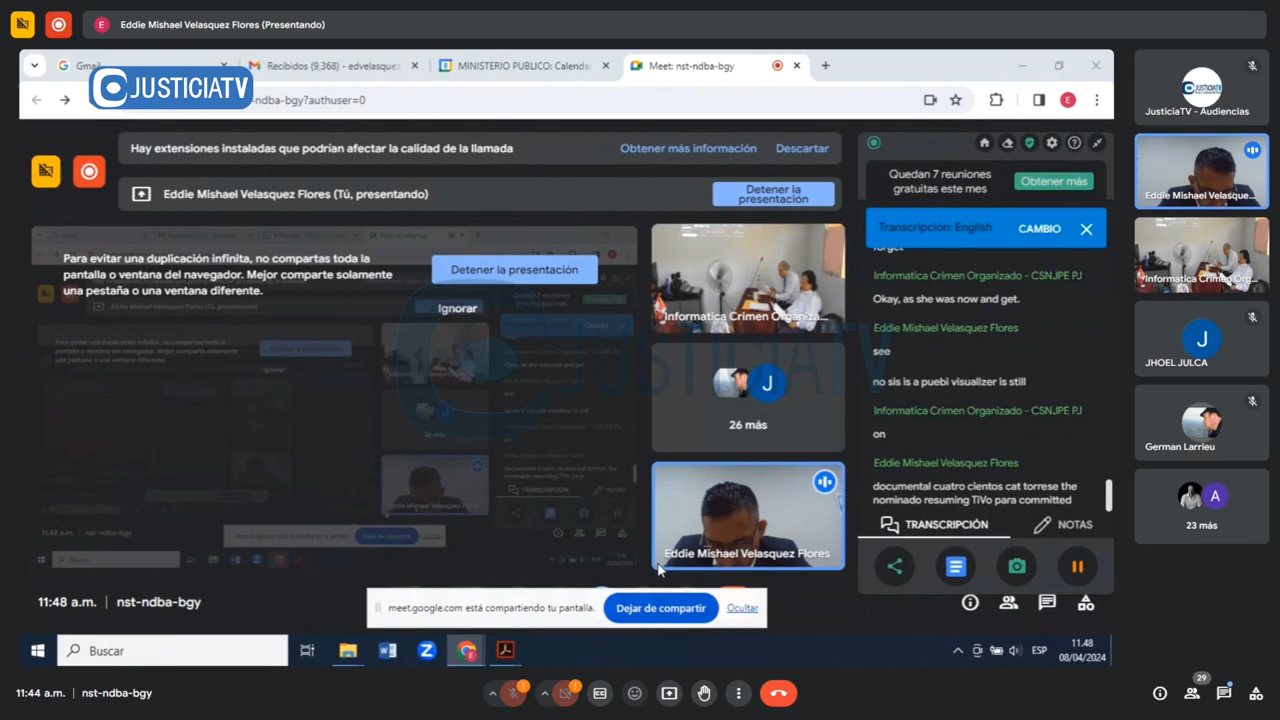 E Eddie Mishael Velasquez Flores (Presentando)
Gmail
Recibidos (9,368) - edvelasquez
MINISTERIO PUBLICO: Calenda
Meet: nst-ndba-bgy
JUSTICIATV
-ndba-bgy?authuser=0
E
Hay extensiones instaladas que podrían afectar la calidad de la llamada
Obtener más información
Descartar
Eddie Mishael Velasquez Flores (Tú, presentando)
Detener la
presentación
Para evitar una duplicación infinita, no compartas toda la
pantalla o ventana del navegador. Mejor comparte solamente
una pestaña o una ventana diferente.
Detener la presentación
Ignorar
Informatica Crimen Organiza...
J
26 más
Eddie Mishael Velasquez Flores
Quedan 7 reuniones
gratuitas este mes
Obtener más
Transcripción: English
CAMBIO
forget
Informatica Crimen Organizado - CSNJPE PJ
Okay, as she was now and get.
Eddie Mishael Velasquez Flores
see
no sis is a puebi visualizer is still
Informatica Crimen Organizado - CSNJPE PJ
on
Eddie Mishael Velasquez Flores
documental cuatro cientos cat torrese the
nominado resuming TiVo para committed
TRANSCRIPCIÓN
NOTAS
JUSTICIATV
11:48 a.m.
nst-ndba-bgy
meet.google.com está compartiendo tu pantalla.
Dejar de compartir
Ocultar
Buscar
ESP
11.48
08/04/2024
JUSTICIATV
JusticiaTV - Audiencias
Eddie Mishael Velasque...
Informatica Crimen Org...
J
JHOEL JULCA
German Larrieu
A
23 más
11:44 a.m.
nst-ndba-bgy
29